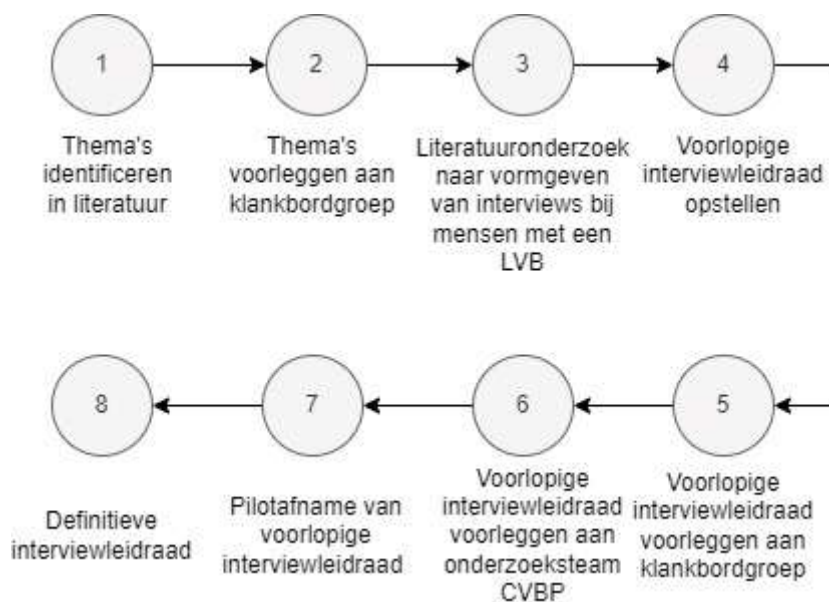 1
Thema's
identificeren
in literatuur
2
Thema's
voorleggen aan
klankbordgroep
3
Literatuuronderzoek
naar vormgeven
van interviews bij
mensen met een
LVB
4
Voorlopige
interviewleidraad
opstellen
5
Voorlopige
interviewleidraad
voorleggen aan
klankbordgroep
6
Voorlopige
interviewleidraad
voorleggen aan
onderzoeksteam
CVBP
7
Pilotafname van
voorlopige
interviewleidraad
8
Definitieve
interviewleidraad